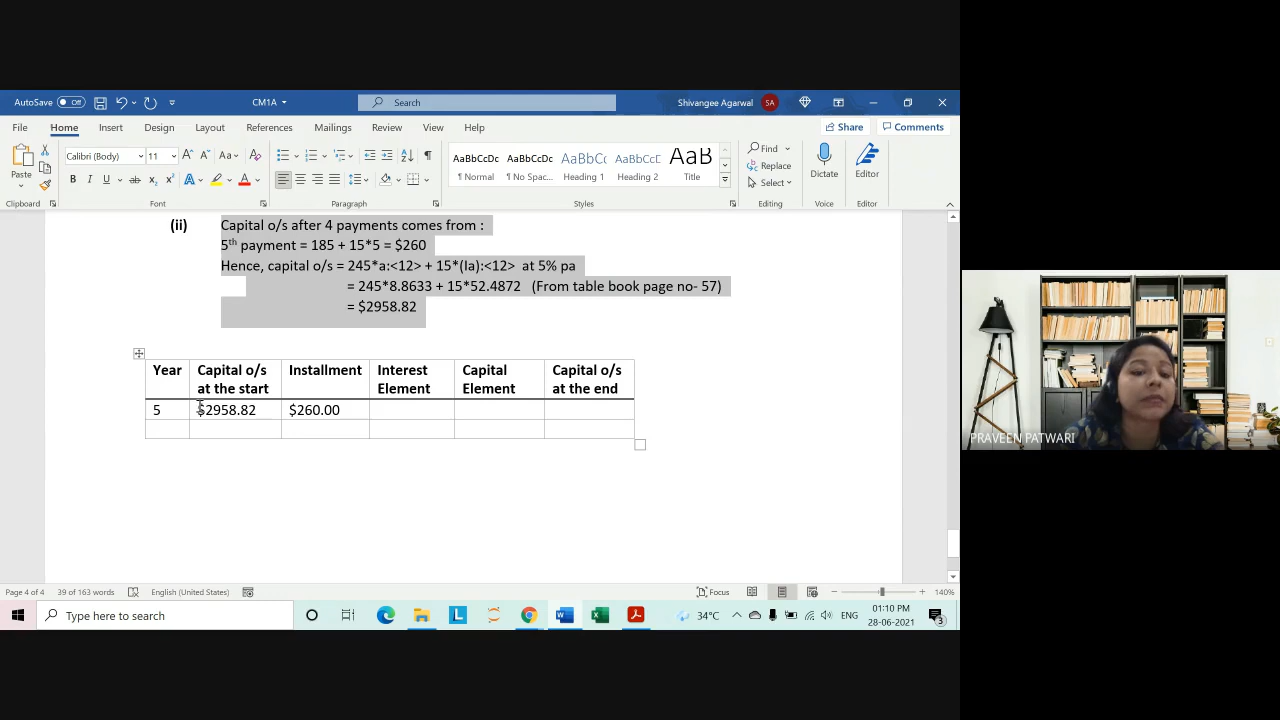 AutoSave Off CM1A Search Shivangee Agarwal SA
File Home Insert Design Layout References Mailings Review View Help Share Comments
Paste Calibri (Body) 11 AaBbCcDc AaBbCcDc AaBbCc AaBbCcC AaB Find Replace Select Dictate Editor
¶ Normal ¶ No Spac... Heading 1 Heading 2 Title
Clipboard Font Paragraph Styles Editing Voice Editor
(ii) Capital o/s after 4 payments comes from :
5th payment = 185 + 15*5 = $260
Hence, capital o/s = 245*a:<12> + 15*(Ia):<12> at 5% pa
= 245*8.8633 + 15*52.4872 (From table book page no- 57)
= $2958.82
Year Capital o/s at the start Installment Interest Element Capital Element Capital o/s at the end
5 $2958.82 $260.00
PRAVEEN PATWARI
Page 4 of 4 39 of 163 words English (United States) Focus 140%
Type here to search 34°C ENG 01:10 PM 28-06-2021 3